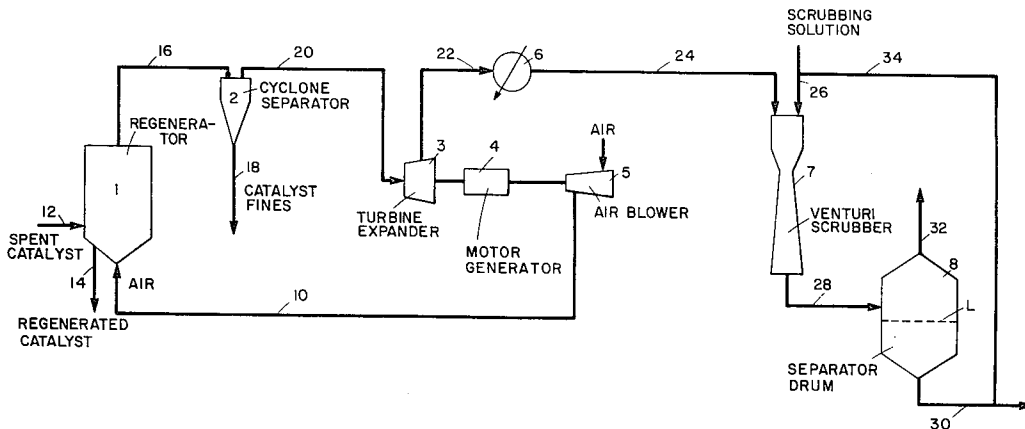 SCRUBBING
SOLUTION
16
20
22
6
24
34
26
2
CYCLONE
SEPARATOR
REGENERA-
TOR
AIR
3
4
5
18
7
1
CATALYST
FINES
TURBINE
EXPANDER
AIR BLOWER
12
VENTURI
SCRUBBER
SPENT
CATALYST
MOTOR
GENERATOR
32
8
14
AIR
10
28
L
REGENERATED
CATALYST
SEPARATOR
DRUM
30